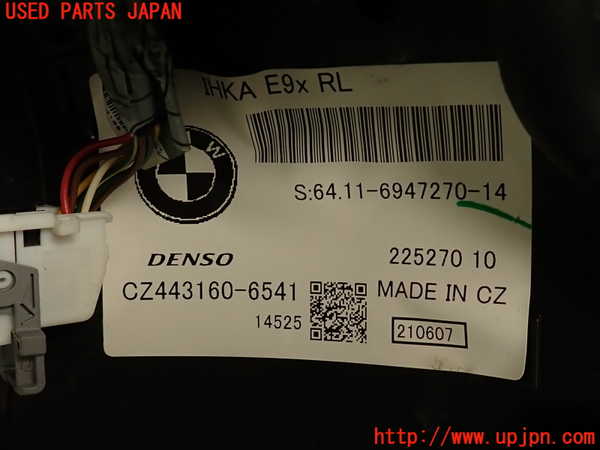 USED PARTS JAPAN
IHKA E9x RL
S:64.11-6947270-14
DENSO
225270 10
CZ443160-6541
MADE IN CZ
14525
210607
http://www.upjpn.com